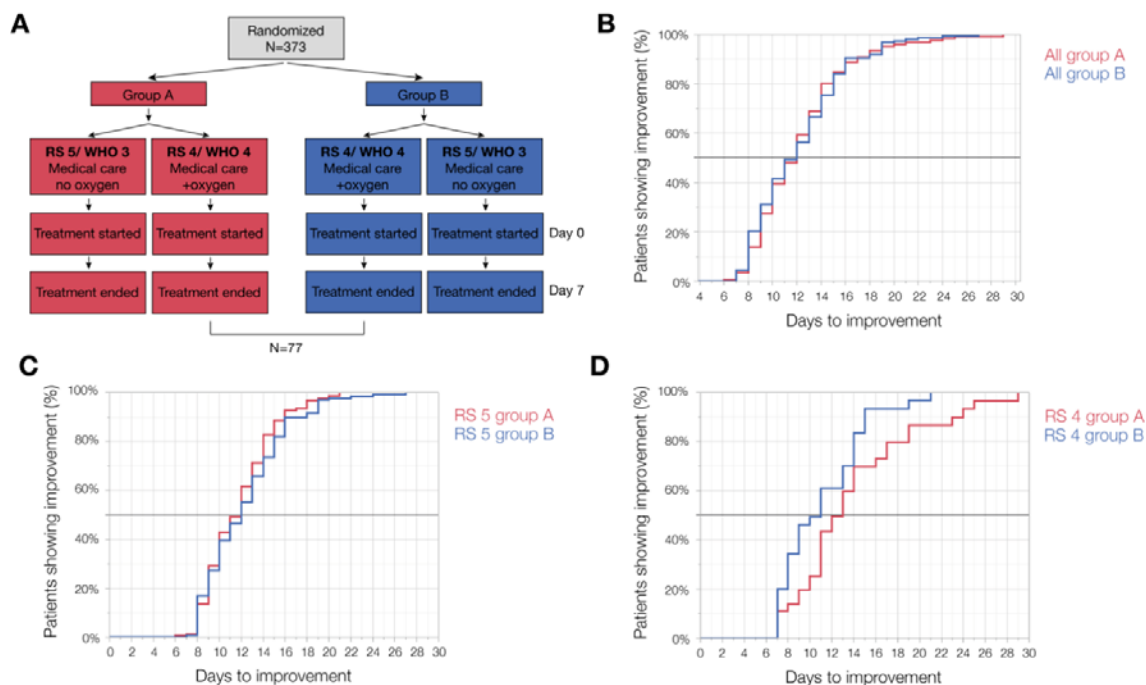 A
Randomized
N=373
Group A
Group B
RS 5/ WHO 3
Medical care
no oxygen
RS 4/ WHO 4
Medical care
+oxygen
RS 4/ WHO 4
Medical care
+oxygen
RS 5/ WHO 3
Medical care
no oxygen
Treatment started
Treatment started
Treatment started
Treatment started
Day 0
Treatment ended
Treatment ended
Treatment ended
Treatment ended
Day 7
N=77
B
Patients showing improvement (%)
100%
80%
60%
40%
20%
0%
4 6 8 10 12 14 16 18 20 22 24 26 28 30
Days to improvement
All group A
All group B
C
Patients showing improvement (%)
100%
80%
60%
40%
20%
0%
0 2 4 6 8 10 12 14 16 18 20 22 24 26 28 30
Days to improvement
RS 5 group A
RS 5 group B
D
Patients showing improvement (%)
100%
80%
60%
40%
20%
0%
0 2 4 6 8 10 12 14 16 18 20 22 24 26 28 30
Days to improvement
RS 4 group A
RS 4 group B